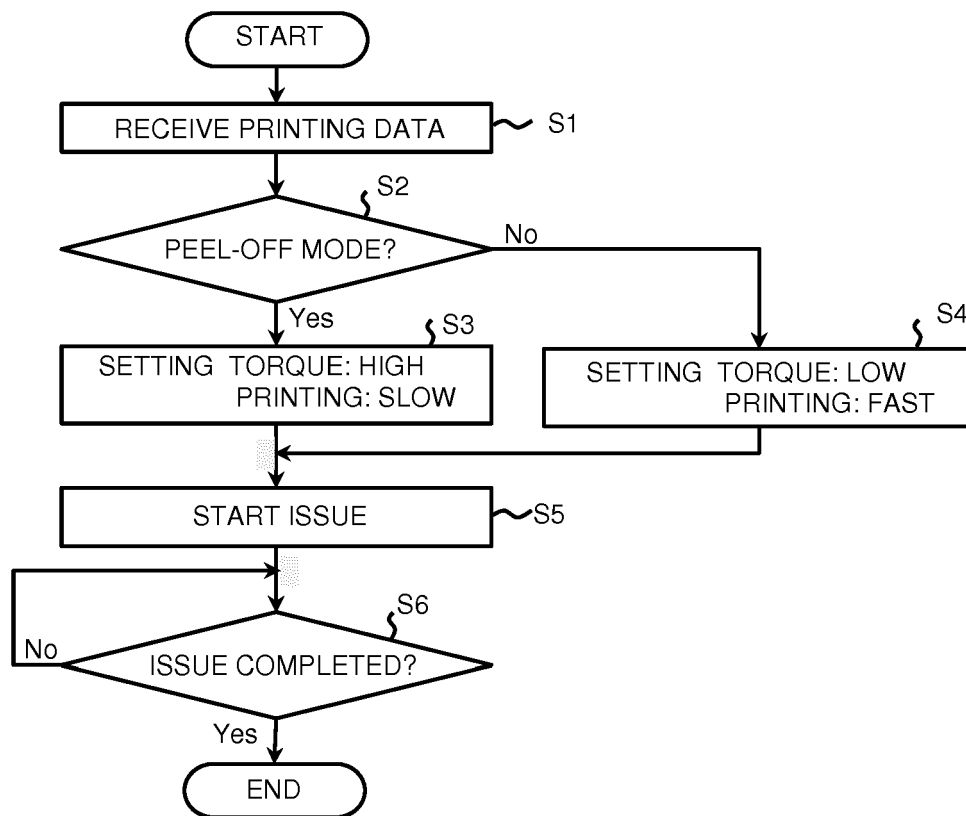 START
RECEIVE PRINTING DATA
S1
S2
PEEL-OFF MODE?
No
Yes
S3
SETTING TORQUE: HIGH
PRINTING: SLOW
S4
SETTING TORQUE: LOW
PRINTING: FAST
START ISSUE
S5
S6
No
ISSUE COMPLETED?
Yes
END